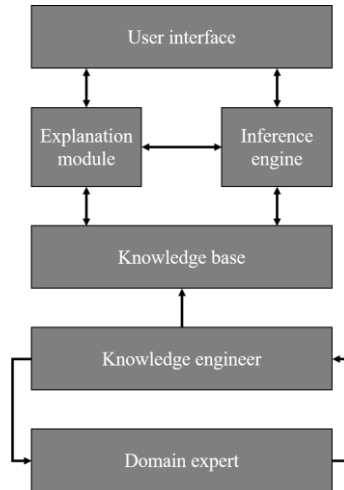 User interface
Explanation
module
Inference
engine
Knowledge base
Knowledge engineer
Domain expert